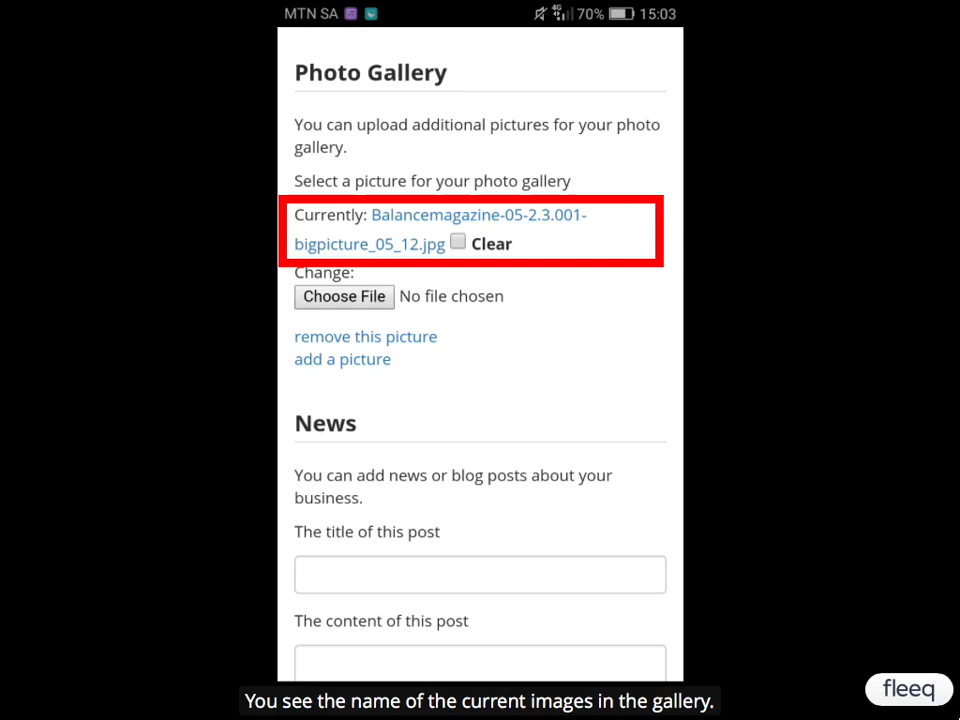 MTN SA 4G 70% 15:03
Photo Gallery
You can upload additional pictures for your photo
gallery.
Select a picture for your photo gallery
Currently: Balancemagazine-05-2.3.001-
bigpicture_05_12.jpg Clear
Change:
Choose File No file chosen
remove this picture
add a picture
News
You can add news or blog posts about your
business.
The title of this post
The content of this post
You see the name of the current images in the gallery.
fleeq